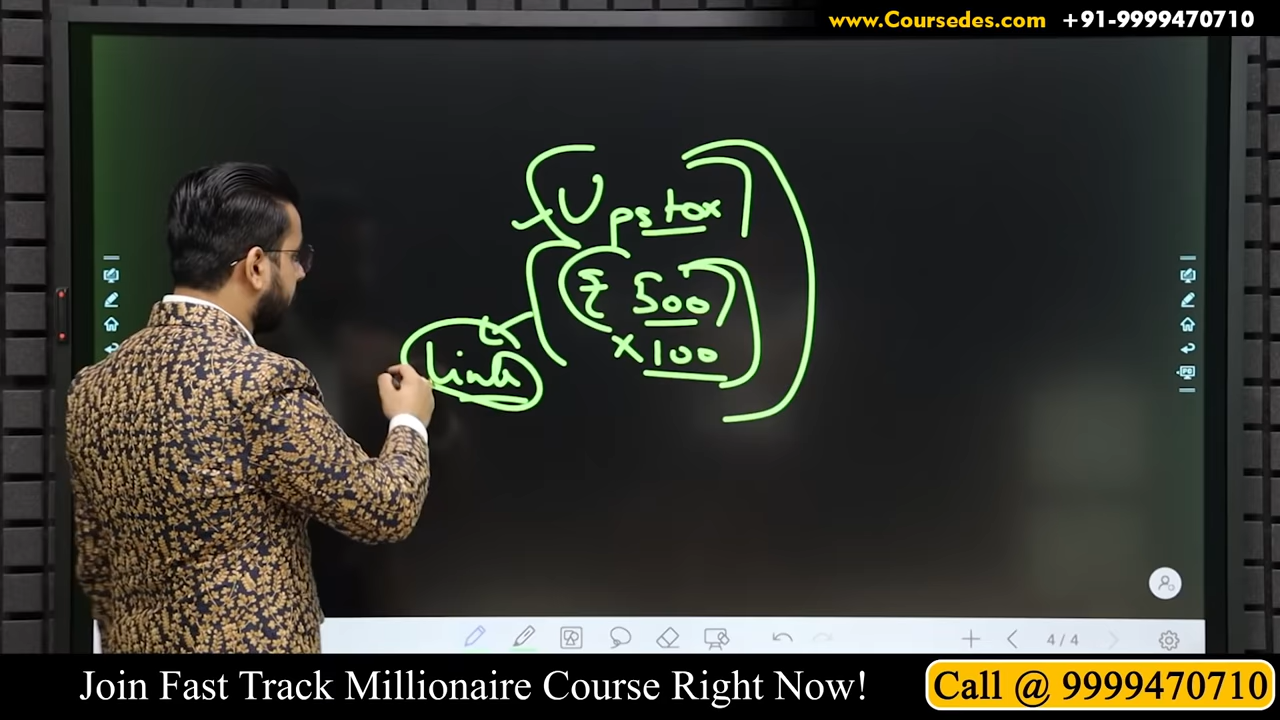 www.Coursedes.com +91-9999470710
Upstox
₹ 500
× 100
link
4/4
Join Fast Track Millionaire Course Right Now!
Call @ 9999470710